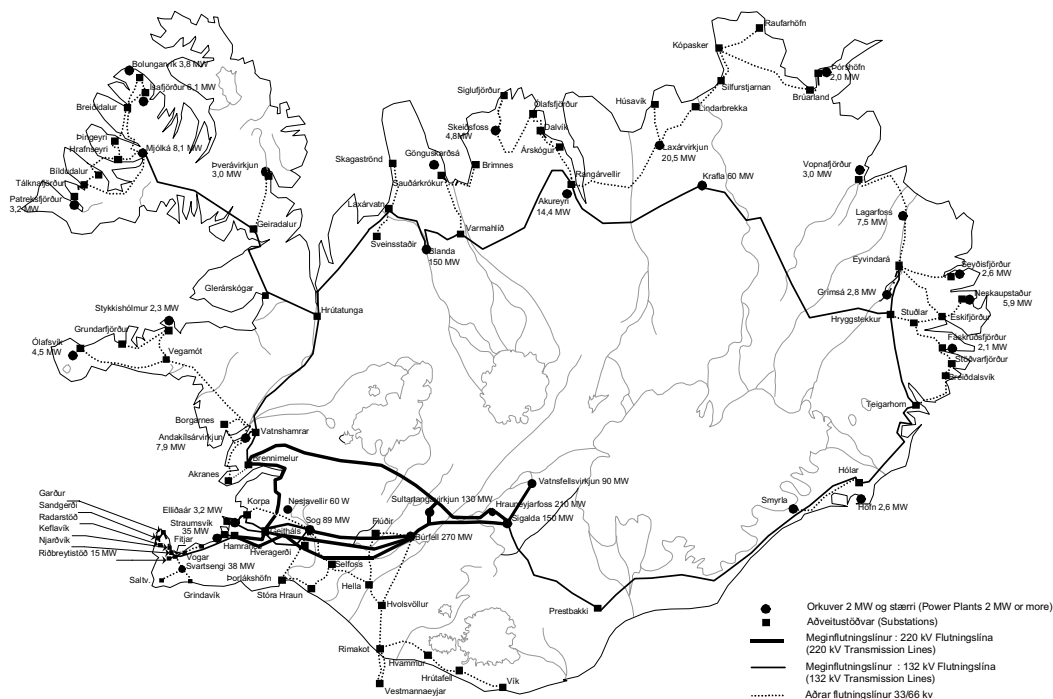 Raufarhöfn
Kópasker
Þórshöfn
2,0 MW
Bolungarvík 3,8 MW
Ísafjörður 6,1 MW
Breiðidalur
Þingeyri
Hrafnseyri
Mjólká 8,1 MW
Bíldudalur
Tálknafjörður
Patreksfjörður
3,2 MW
Þverávirkjun
3,0 MW
Geiradalur
Glerárskógar
Hrútatunga
Siglufjörður
Ólafsfjörður
Skeiðsfoss
4,8MW
Dalvík
Gönguskarðsá
Árskógur
Skagaströnd
Sauðárkrókur
Brimnes
Rangárvellir
Akureyri
14,4 MW
Laxárvatn
Sveinsstaðir
Varmahlíð
Blanda
150 MW
Húsavík
Silfurstjarnan
Lindarbrekka
Brúarland
Laxárvirkjun
20,5 MW
Krafla 60 MW
Vopnafjörður
3,0 MW
Lagarfoss
7,5 MW
Eyvindará
Seyðisfjörður
2,6 MW
Grímsá 2,8 MW
Neskaupstaður
5,9 MW
Hryggstekkur
Stuðlar
Eskifjörður
Fáskrúðsfjörður
2,1 MW
Stöðvarfjörður
Breiðdalsvík
Teigarhorn
Stykkishólmur 2,3 MW
Grundarfjörður
Ólafsvík
4,5 MW
Vegamót
Borgarnes
Vatnshamrar
Andakílsárvirkjun
7,9 MW
Brennimelur
Akranes
Hólar
Smyrla
Höfn 2,6 MW
Vatnsfellsvirkjun 90 MW
Sultartangavirkjun 130 MW
Hrauneyjarfoss 210 MW
Sigalda 150 MW
Garður
Sandgerði
Radarstöð
Keflavík
Njarðvík
Riðbreytistöð 15 MW
Korpa
Nesjavellir 60 W
Elliðaár 3,2 MW
Straumsvík
35 MW
Fitjar
Hamranes
Geitháls
Sog 89 MW
Flúðir
Búrfell 270 MW
Hveragerði
Vogar
Svartsengi 38 MW
Selfoss
Þorlákshöfn
Hella
Saltv.
Grindavík
Stóra Hraun
Hvolsvöllur
Prestbakki
Rimakot
Hvammur
Hrútafell
Vík
Vestmannaeyjar
Orkuver 2 MW og stærri (Power Plants 2 MW or more)
Aðveitustöðvar (Substations)
Meginflutningslínur : 220 kV Flutningslína
(220 kV Transmission Lines)
Meginflutningslínur : 132 kV Flutningslína
(132 kV Transmission Lines)
Aðrar flutningslínur 33/66 kv